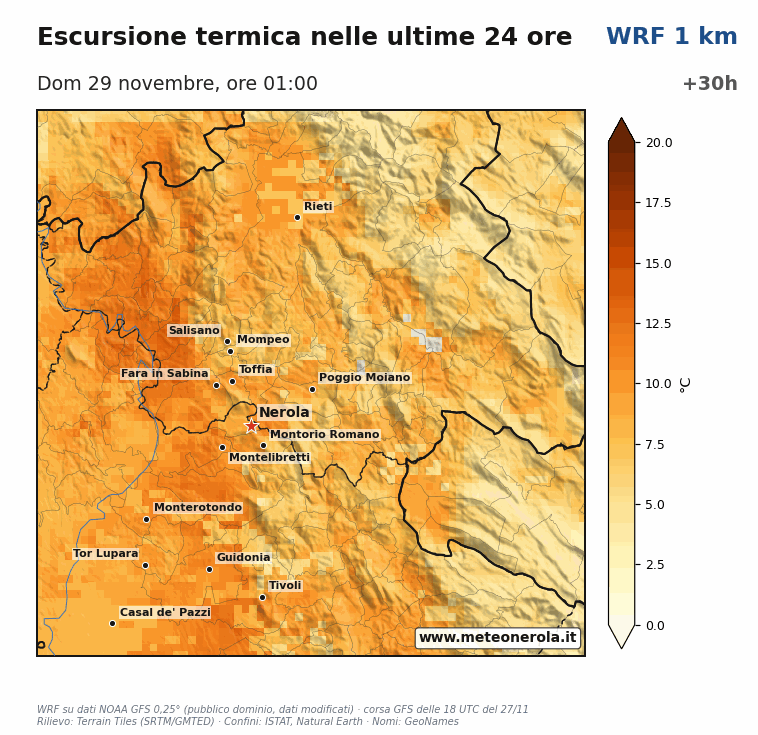 Escursione termica nelle ultime 24 ore
WRF 1 km
Dom 29 novembre, ore 01:00
+30h
Rieti
Salisano
Mompeo
Fara in Sabina
Toffia
Poggio Moiano
Nerola
Montorio Romano
Montelibretti
Monterotondo
Tor Lupara
Guidonia
Tivoli
Casal de' Pazzi
www.meteonerola.it
20.0
17.5
15.0
12.5
10.0
7.5
5.0
2.5
0.0
°C
WRF su dati NOAA GFS 0,25° (pubblico dominio, dati modificati) · corsa GFS delle 18 UTC del 27/11
Rilievo: Terrain Tiles (SRTM/GMTED) · Confini: ISTAT, Natural Earth · Nomi: GeoNames